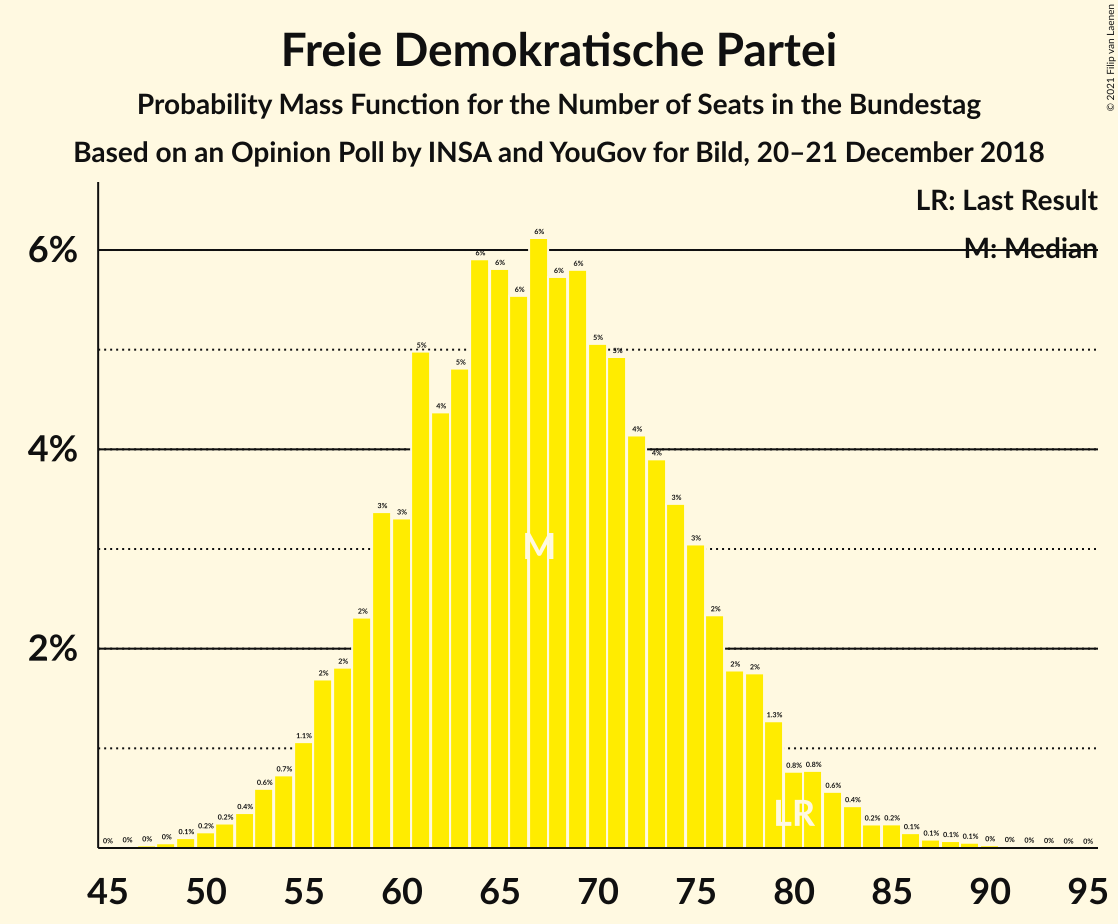 © 2021 Filip van Laenen
Freie Demokratische Partei
Probability Mass Function for the Number of Seats in the Bundestag
Based on an Opinion Poll by INSA and YouGov for Bild, 20–21 December 2018
LR: Last Result
M: Median
6%
4%
2%
0% 0% 0% 0% 0.1% 0.2% 0.2% 0.4% 0.6% 0.7% 1.1% 2% 2% 2% 3% 3% 5% 4% 5% 6% 6% 6% 6% 6% 6% 5% 5% 4% 4% 3% 3% 2% 2% 2% 1.3% 0.8% 0.8% 0.6% 0.4% 0.2% 0.2% 0.1% 0.1% 0.1% 0.1% 0% 0% 0% 0% 0% 0%
M
LR
45 50 55 60 65 70 75 80 85 90 95